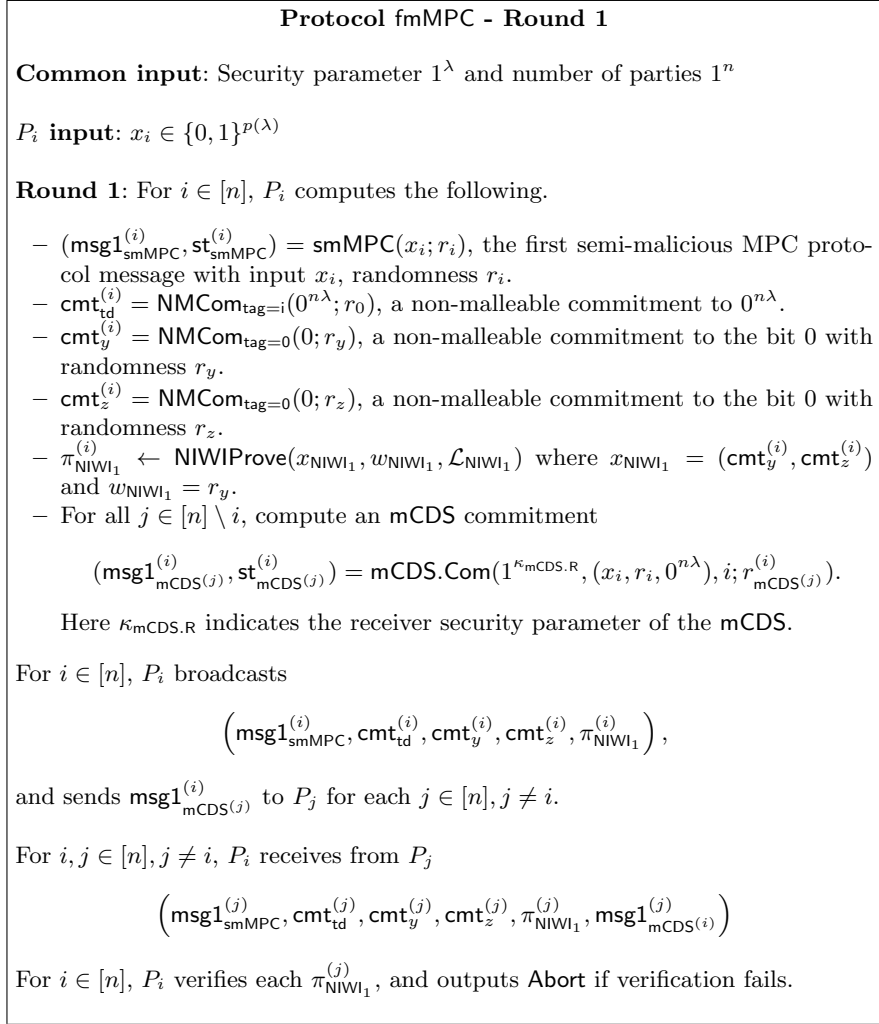 Protocol fmMPC - Round 1
Common input: Security parameter 1^λ and number of parties 1^n
P_i input: x_i ∈ {0, 1}^{p(λ)}
Round 1: For i ∈ [n], P_i computes the following.
– (msg1^{(i)}_{smMPC}, st^{(i)}_{smMPC}) = smMPC(x_i; r_i), the first semi-malicious MPC proto-
col message with input x_i, randomness r_i.
– cmt^{(i)}_{td} = NMCom_{tag=i}(0^{nλ}; r_0), a non-malleable commitment to 0^{nλ}.
– cmt^{(i)}_y = NMCom_{tag=0}(0; r_y), a non-malleable commitment to the bit 0 with
randomness r_y.
– cmt^{(i)}_z = NMCom_{tag=0}(0; r_z), a non-malleable commitment to the bit 0 with
randomness r_z.
– π^{(i)}_{NIWI_1} ← NIWIProve(x_{NIWI_1}, w_{NIWI_1}, ℒ_{NIWI_1}) where x_{NIWI_1} = (cmt^{(i)}_y, cmt^{(i)}_z)
and w_{NIWI_1} = r_y.
– For all j ∈ [n] \ i, compute an mCDS commitment
(msg1^{(i)}_{mCDS^{(j)}}, st^{(i)}_{mCDS^{(j)}}) = mCDS.Com(1^{κ_{mCDS.R}}, (x_i, r_i, 0^{nλ}), i; r^{(i)}_{mCDS^{(j)}}).
Here κ_{mCDS.R} indicates the receiver security parameter of the mCDS.
For i ∈ [n], P_i broadcasts
(msg1^{(i)}_{smMPC}, cmt^{(i)}_{td}, cmt^{(i)}_y, cmt^{(i)}_z, π^{(i)}_{NIWI_1}),
and sends msg1^{(i)}_{mCDS^{(j)}} to P_j for each j ∈ [n], j ≠ i.
For i, j ∈ [n], j ≠ i, P_i receives from P_j
(msg1^{(j)}_{smMPC}, cmt^{(j)}_{td}, cmt^{(j)}_y, cmt^{(j)}_z, π^{(j)}_{NIWI_1}, msg1^{(j)}_{mCDS^{(i)}})
For i ∈ [n], P_i verifies each π^{(j)}_{NIWI_1}, and outputs Abort if verification fails.